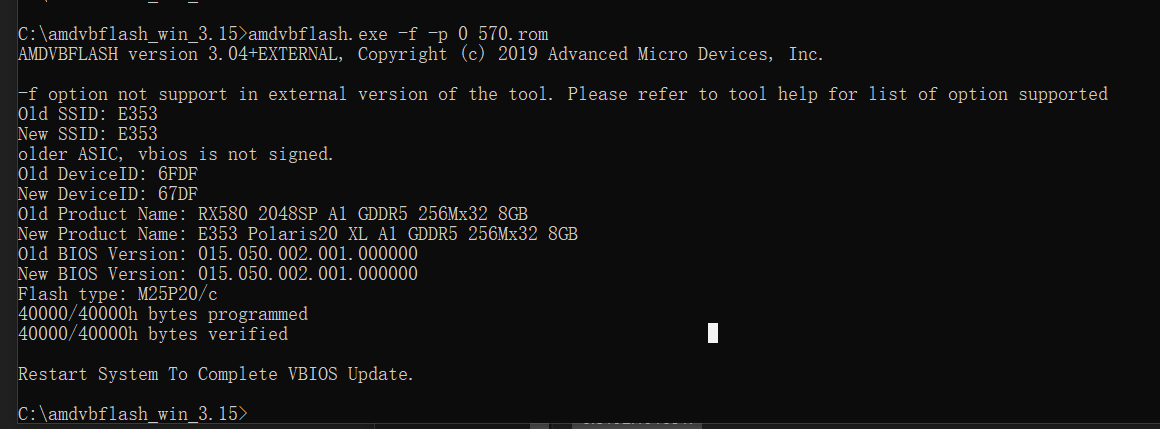 C:\amdvbflash_win_3.15>amdvbflash.exe -f -p 0 570.rom
AMDVBFLASH version 3.04+EXTERNAL, Copyright (c) 2019 Advanced Micro Devices, Inc.
-f option not support in external version of the tool. Please refer to tool help for list of option supported
Old SSID: E353
New SSID: E353
older ASIC, vbios is not signed.
Old DeviceID: 6FDF
New DeviceID: 67DF
Old Product Name: RX580 2048SP A1 GDDR5 256Mx32 8GB
New Product Name: E353 Polaris20 XL A1 GDDR5 256Mx32 8GB
Old BIOS Version: 015.050.002.001.000000
New BIOS Version: 015.050.002.001.000000
Flash type: M25P20/c
40000/40000h bytes programmed
40000/40000h bytes verified
Restart System To Complete VBIOS Update.
C:\amdvbflash_win_3.15>